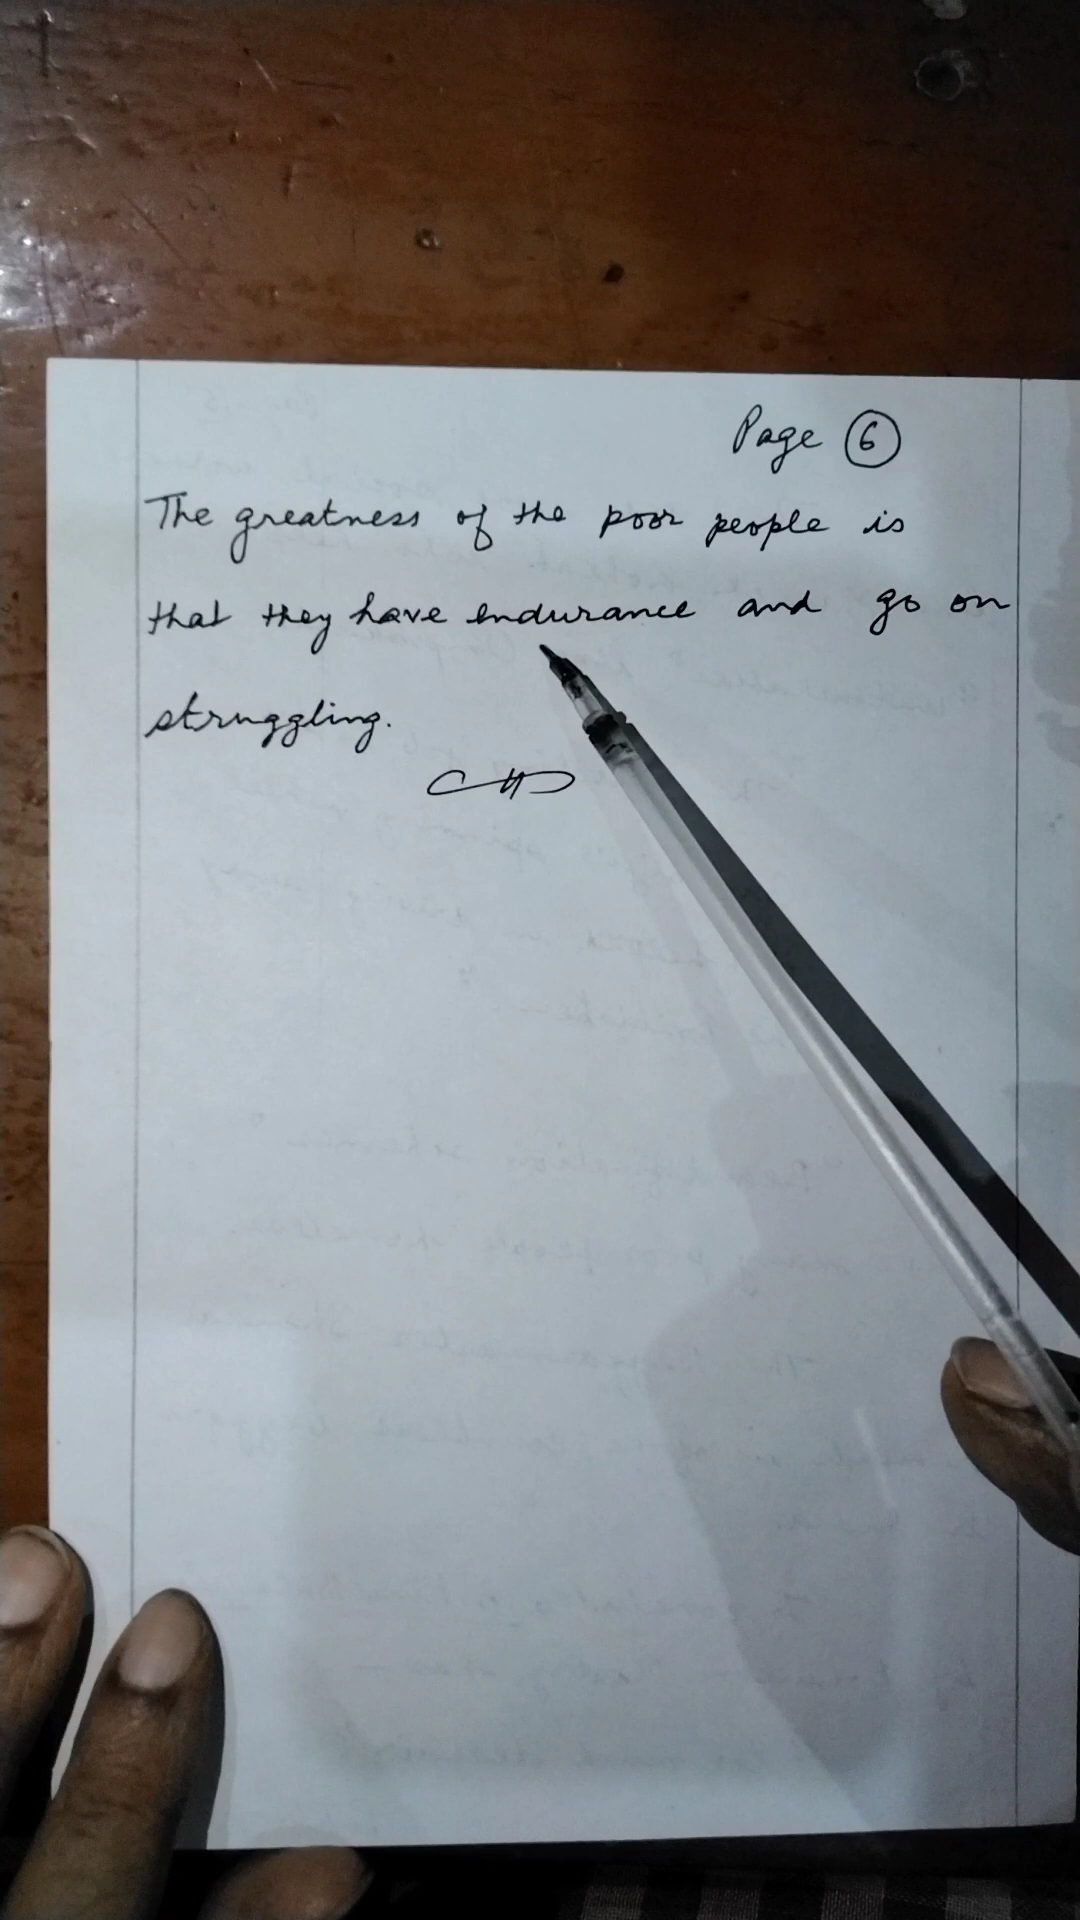 Page 6
The greatness of the poor people is
that they have endurance and go on
struggling.